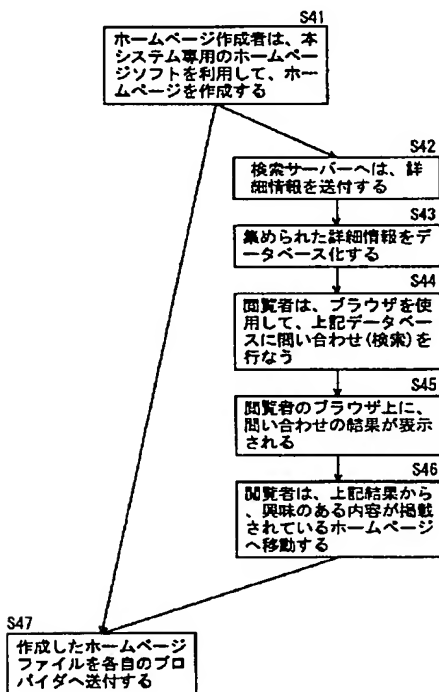 S41
ホームページ作成者は、本
システム専用のホームペー
ジソフトを利用して、ホー
ムページを作成する
S42
検索サーバーへは、詳
細情報を送付する
S43
集められた詳細情報をデ
ータベース化する
S44
閲覧者は、ブラウザを使
用して、上記データベー
スに問い合わせ(検索)を
行なう
S45
閲覧者のブラウザ上に、
問い合わせの結果が表示
される
S46
閲覧者は、上記結果から
、興味のある内容が掲載
されているホームページ
へ移動する
S47
作成したホームページ
ファイルを各自のプロ
バイダへ送付する